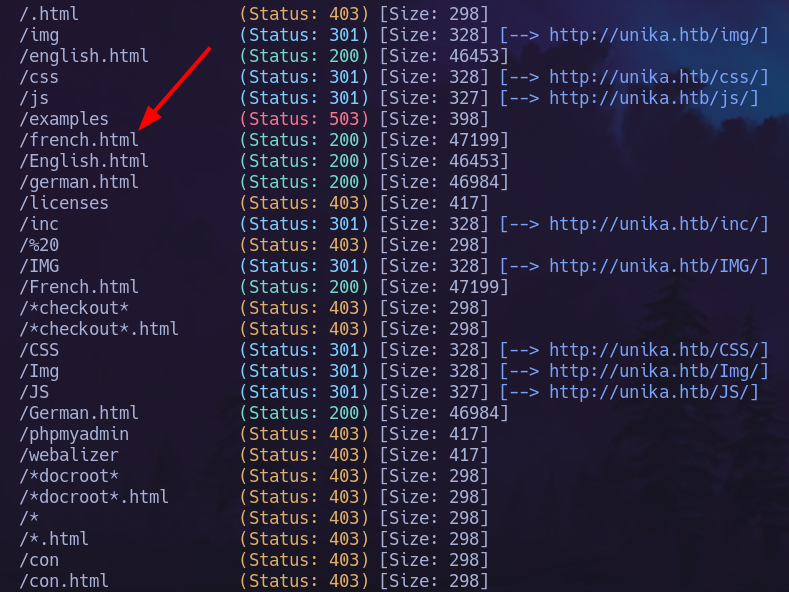 /.html (Status: 403) [Size: 298]
/img (Status: 301) [Size: 328] [--> http://unika.htb/img/]
/english.html (Status: 200) [Size: 46453]
/css (Status: 301) [Size: 328] [--> http://unika.htb/css/]
/js (Status: 301) [Size: 327] [--> http://unika.htb/js/]
/examples (Status: 503) [Size: 398]
/french.html (Status: 200) [Size: 47199]
/English.html (Status: 200) [Size: 46453]
/german.html (Status: 200) [Size: 46984]
/licenses (Status: 403) [Size: 417]
/inc (Status: 301) [Size: 328] [--> http://unika.htb/inc/]
/%20 (Status: 403) [Size: 298]
/IMG (Status: 301) [Size: 328] [--> http://unika.htb/IMG/]
/French.html (Status: 200) [Size: 47199]
/*checkout* (Status: 403) [Size: 298]
/*checkout*.html (Status: 403) [Size: 298]
/CSS (Status: 301) [Size: 328] [--> http://unika.htb/CSS/]
/Img (Status: 301) [Size: 328] [--> http://unika.htb/Img/]
/JS (Status: 301) [Size: 327] [--> http://unika.htb/JS/]
/German.html (Status: 200) [Size: 46984]
/phpmyadmin (Status: 403) [Size: 417]
/webalizer (Status: 403) [Size: 417]
/*docroot* (Status: 403) [Size: 298]
/*docroot*.html (Status: 403) [Size: 298]
/* (Status: 403) [Size: 298]
/*.html (Status: 403) [Size: 298]
/con (Status: 403) [Size: 298]
/con.html (Status: 403) [Size: 298]